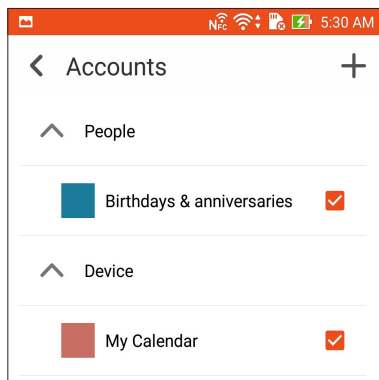 NFC 5:30 AM
Accounts
People
Birthdays & anniversaries
Device
My Calendar